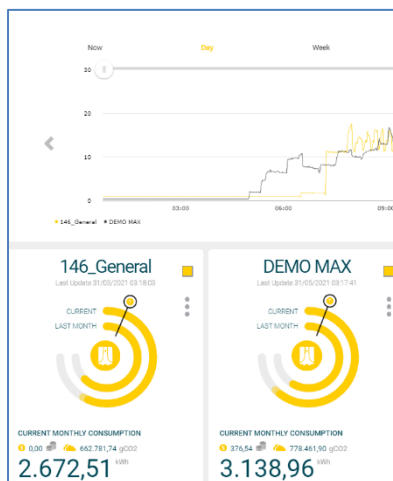 Now Day Week
30
20
10
0
03:00 06:00 09:00
146_General DEMO MAX
146_General
Last Update 31/05/2021 03:18:03
CURRENT
LAST MONTH
CURRENT MONTHLY CONSUMPTION
0,00 662.781,74 gCO2
2.672,51 kWh
DEMO MAX
Last Update 31/05/2021 03:17:41
CURRENT
LAST MONTH
CURRENT MONTHLY CONSUMPTION
376,54 778.461,90 gCO2
3.138,96 kWh